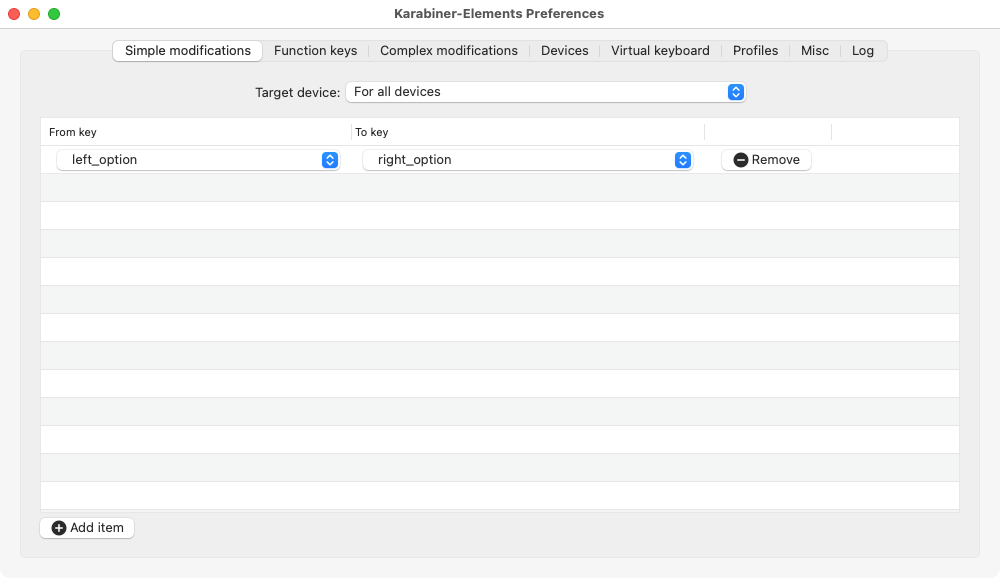 Karabiner-Elements Preferences
Simple modifications Function keys Complex modifications Devices Virtual keyboard Profiles Misc Log
Target device: For all devices
From key To key
left_option right_option Remove
Add item